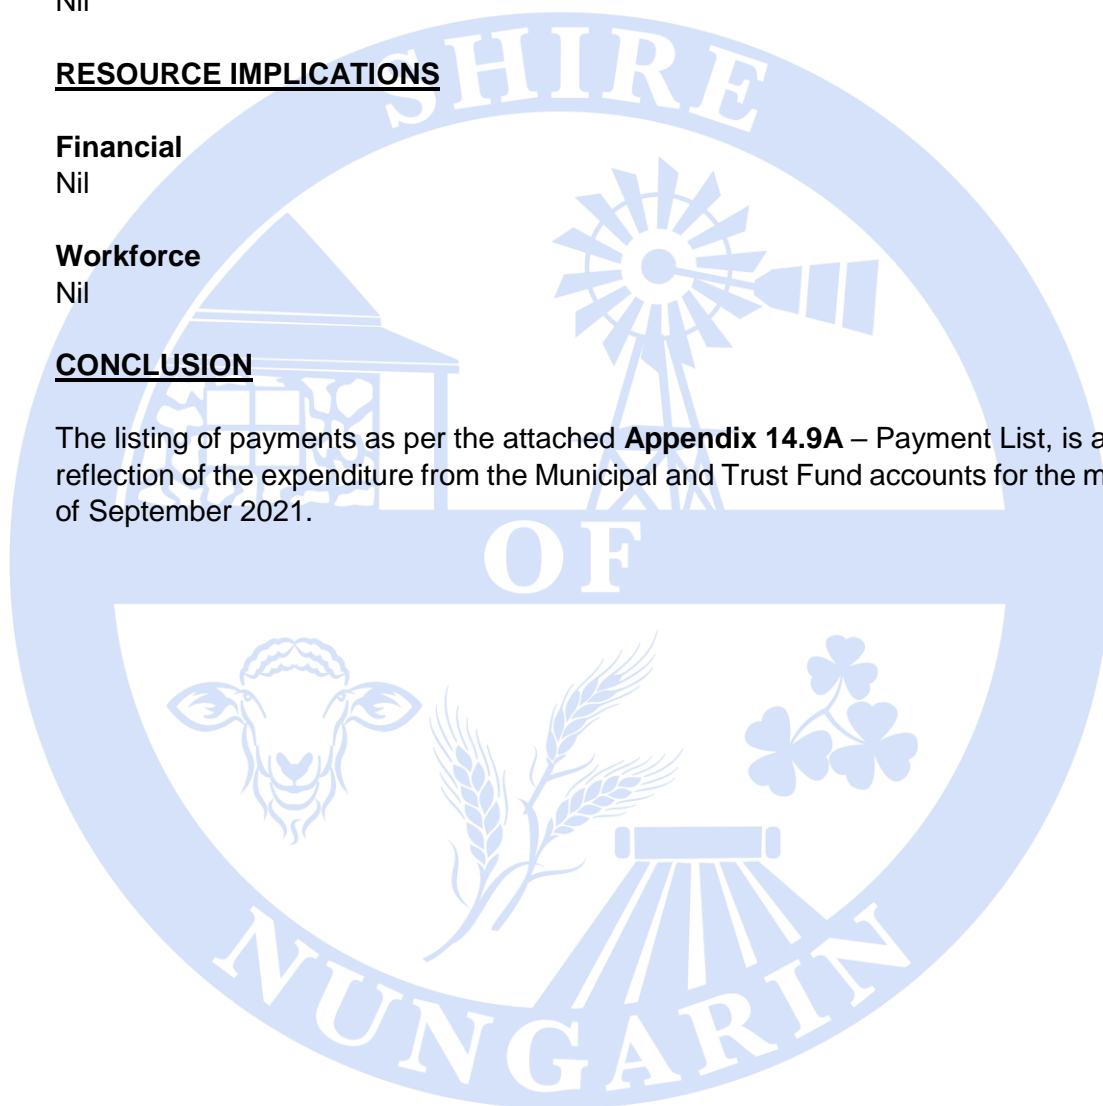 Nil
RESOURCE IMPLICATIONS
Financial
Nil
Workforce
Nil
CONCLUSION
The listing of payments as per the attached Appendix 14.9A – Payment List, is a
reflection of the expenditure from the Municipal and Trust Fund accounts for the m
of September 2021.
SHIRE
OF
NUNGARIN